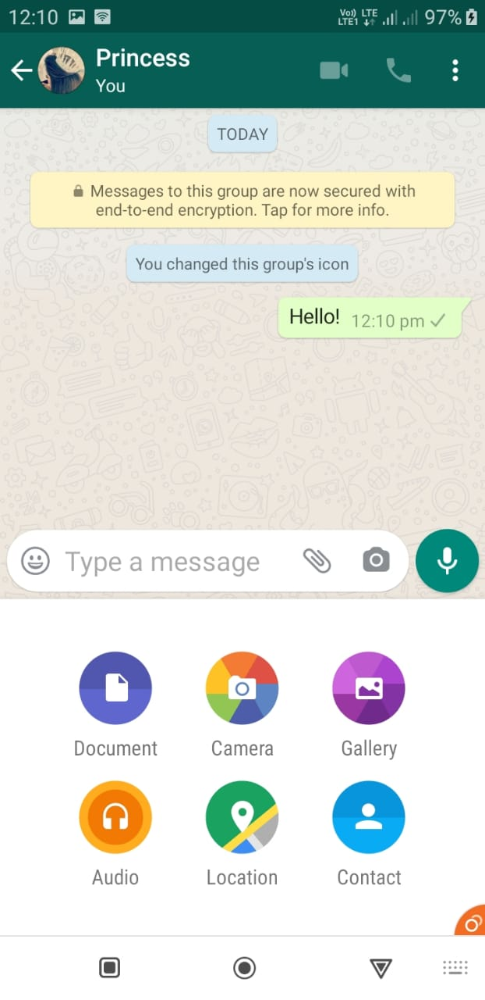 12:10 Vo) LTE LTE1 97%
Princess
You
TODAY
Messages to this group are now secured with
end-to-end encryption. Tap for more info.
You changed this group's icon
Hello! 12:10 pm
Type a message
Document Camera Gallery
Audio Location Contact